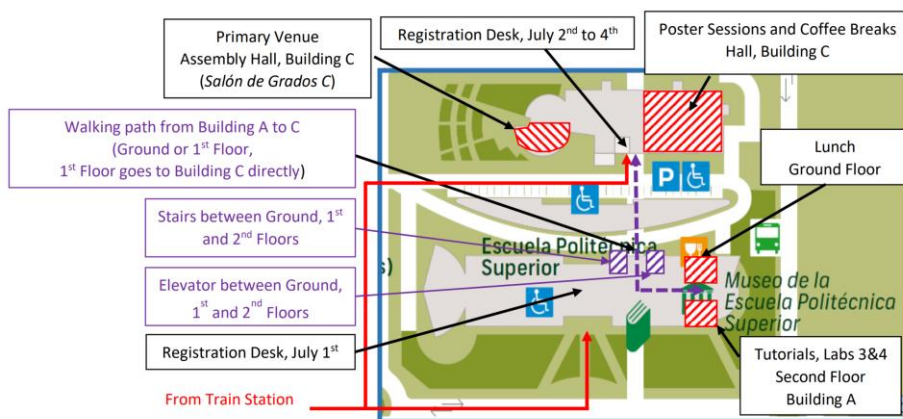 Primary Venue
Assembly Hall, Building C
(Salón de Grados C)
Registration Desk, July 2nd to 4th
Poster Sessions and Coffee Breaks
Hall, Building C
Walking path from Building A to C
(Ground or 1st Floor,
1st Floor goes to Building C directly)
Lunch
Ground Floor
P
Stairs between Ground, 1st
and 2nd Floors
Escuela Politécnica
Superior
s)
Elevator between Ground,
1st and 2nd Floors
Museo de la
Escuela Politécnica
Superior
Registration Desk, July 1st
Tutorials, Labs 3&4
Second Floor
Building A
From Train Station